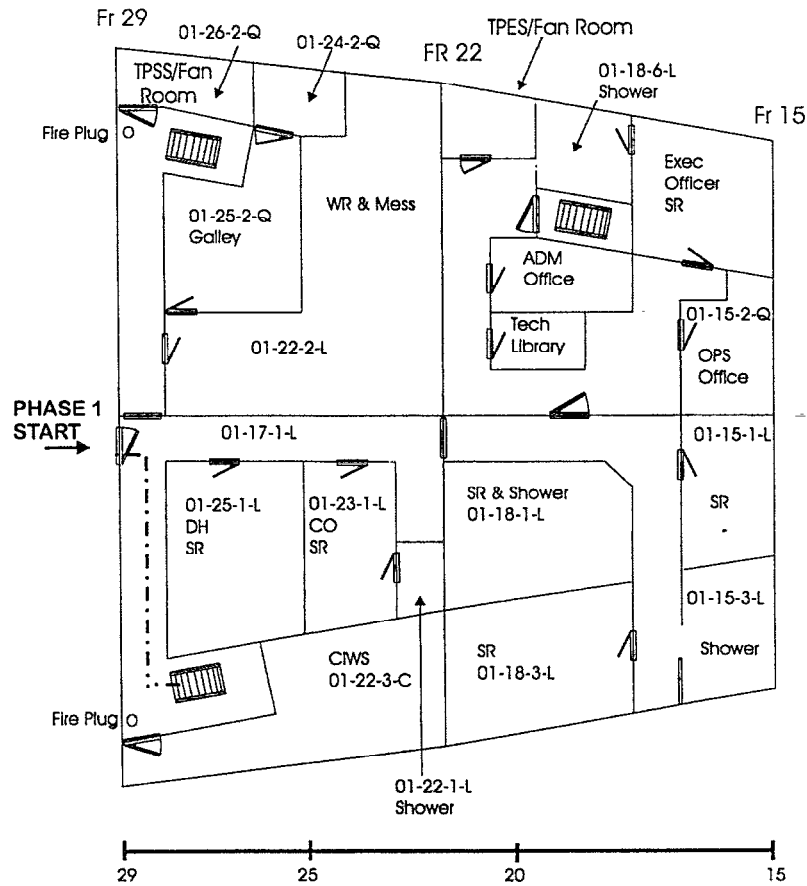 Fr 29
01-26-2-Q
01-24-2-Q
FR 22
TPES/Fan Room
TPSS/Fan
Room
01-18-6-L
Shower
Fr 15
Fire Plug
Exec
Officer
SR
01-25-2-Q
Galley
WR & Mess
ADM
Office
01-15-2-Q
Tech
Library
01-22-2-L
OPS
Office
PHASE 1
START
01-17-1-L
01-15-1-L
01-25-1-L
DH
SR
01-23-1-L
CO
SR
SR & Shower
01-18-1-L
SR
01-15-3-L
CIWS
01-22-3-C
SR
01-18-3-L
Shower
Fire Plug
01-22-1-L
Shower
29
25
20
15